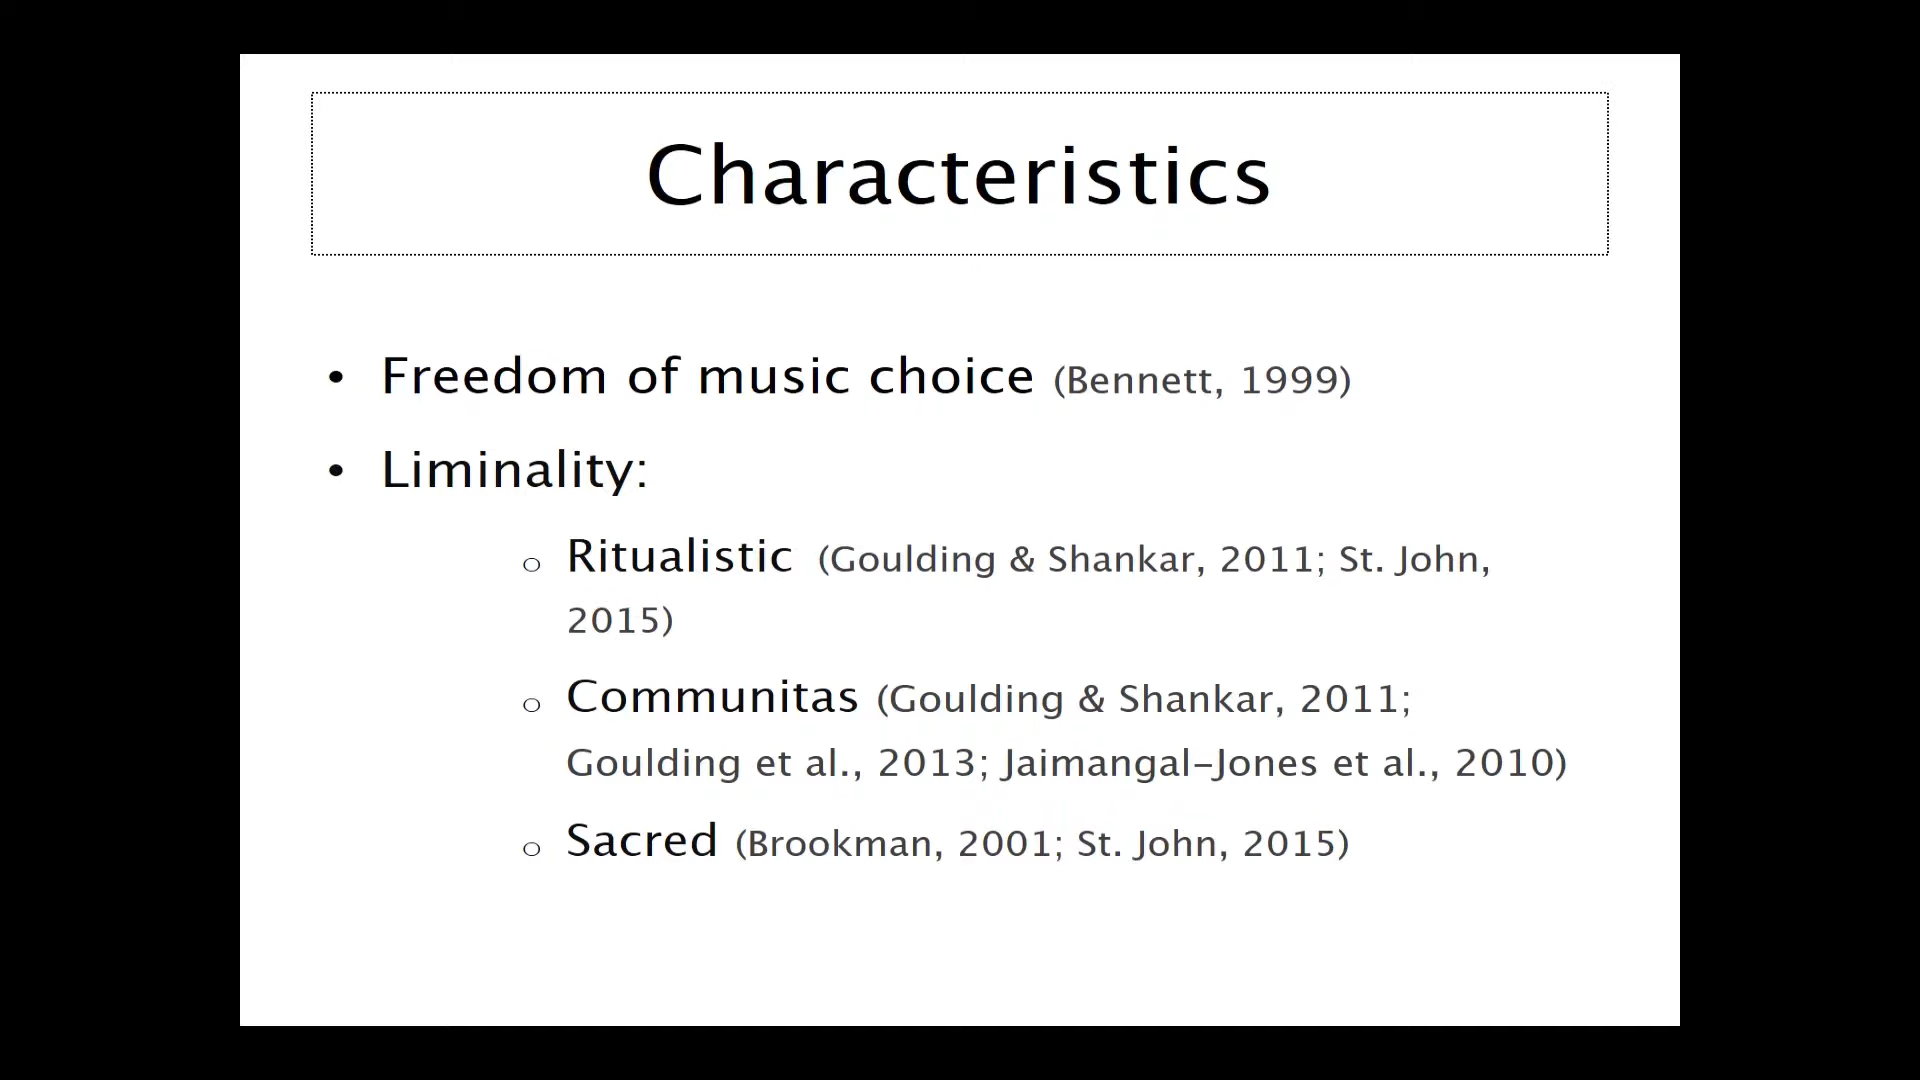 Characteristics
• Freedom of music choice (Bennett, 1999)
• Liminality:
o Ritualistic (Goulding & Shankar, 2011; St. John,
2015)
o Communitas (Goulding & Shankar, 2011;
Goulding et al., 2013; Jaimangal-Jones et al., 2010)
o Sacred (Brookman, 2001; St. John, 2015)